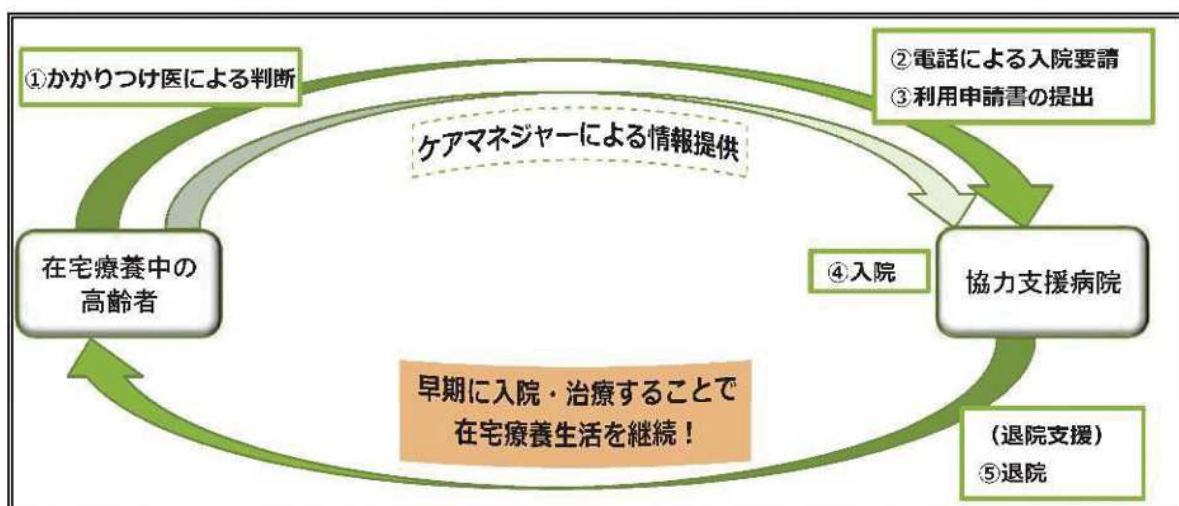 ①かかりつけ医による判断
②電話による入院要請
③利用申請書の提出
ケアマネジャーによる情報提供
在宅療養中の
高齢者
④入院
協力支援病院
早期に入院・治療することで
在宅療養生活を継続！
（退院支援）
⑤退院